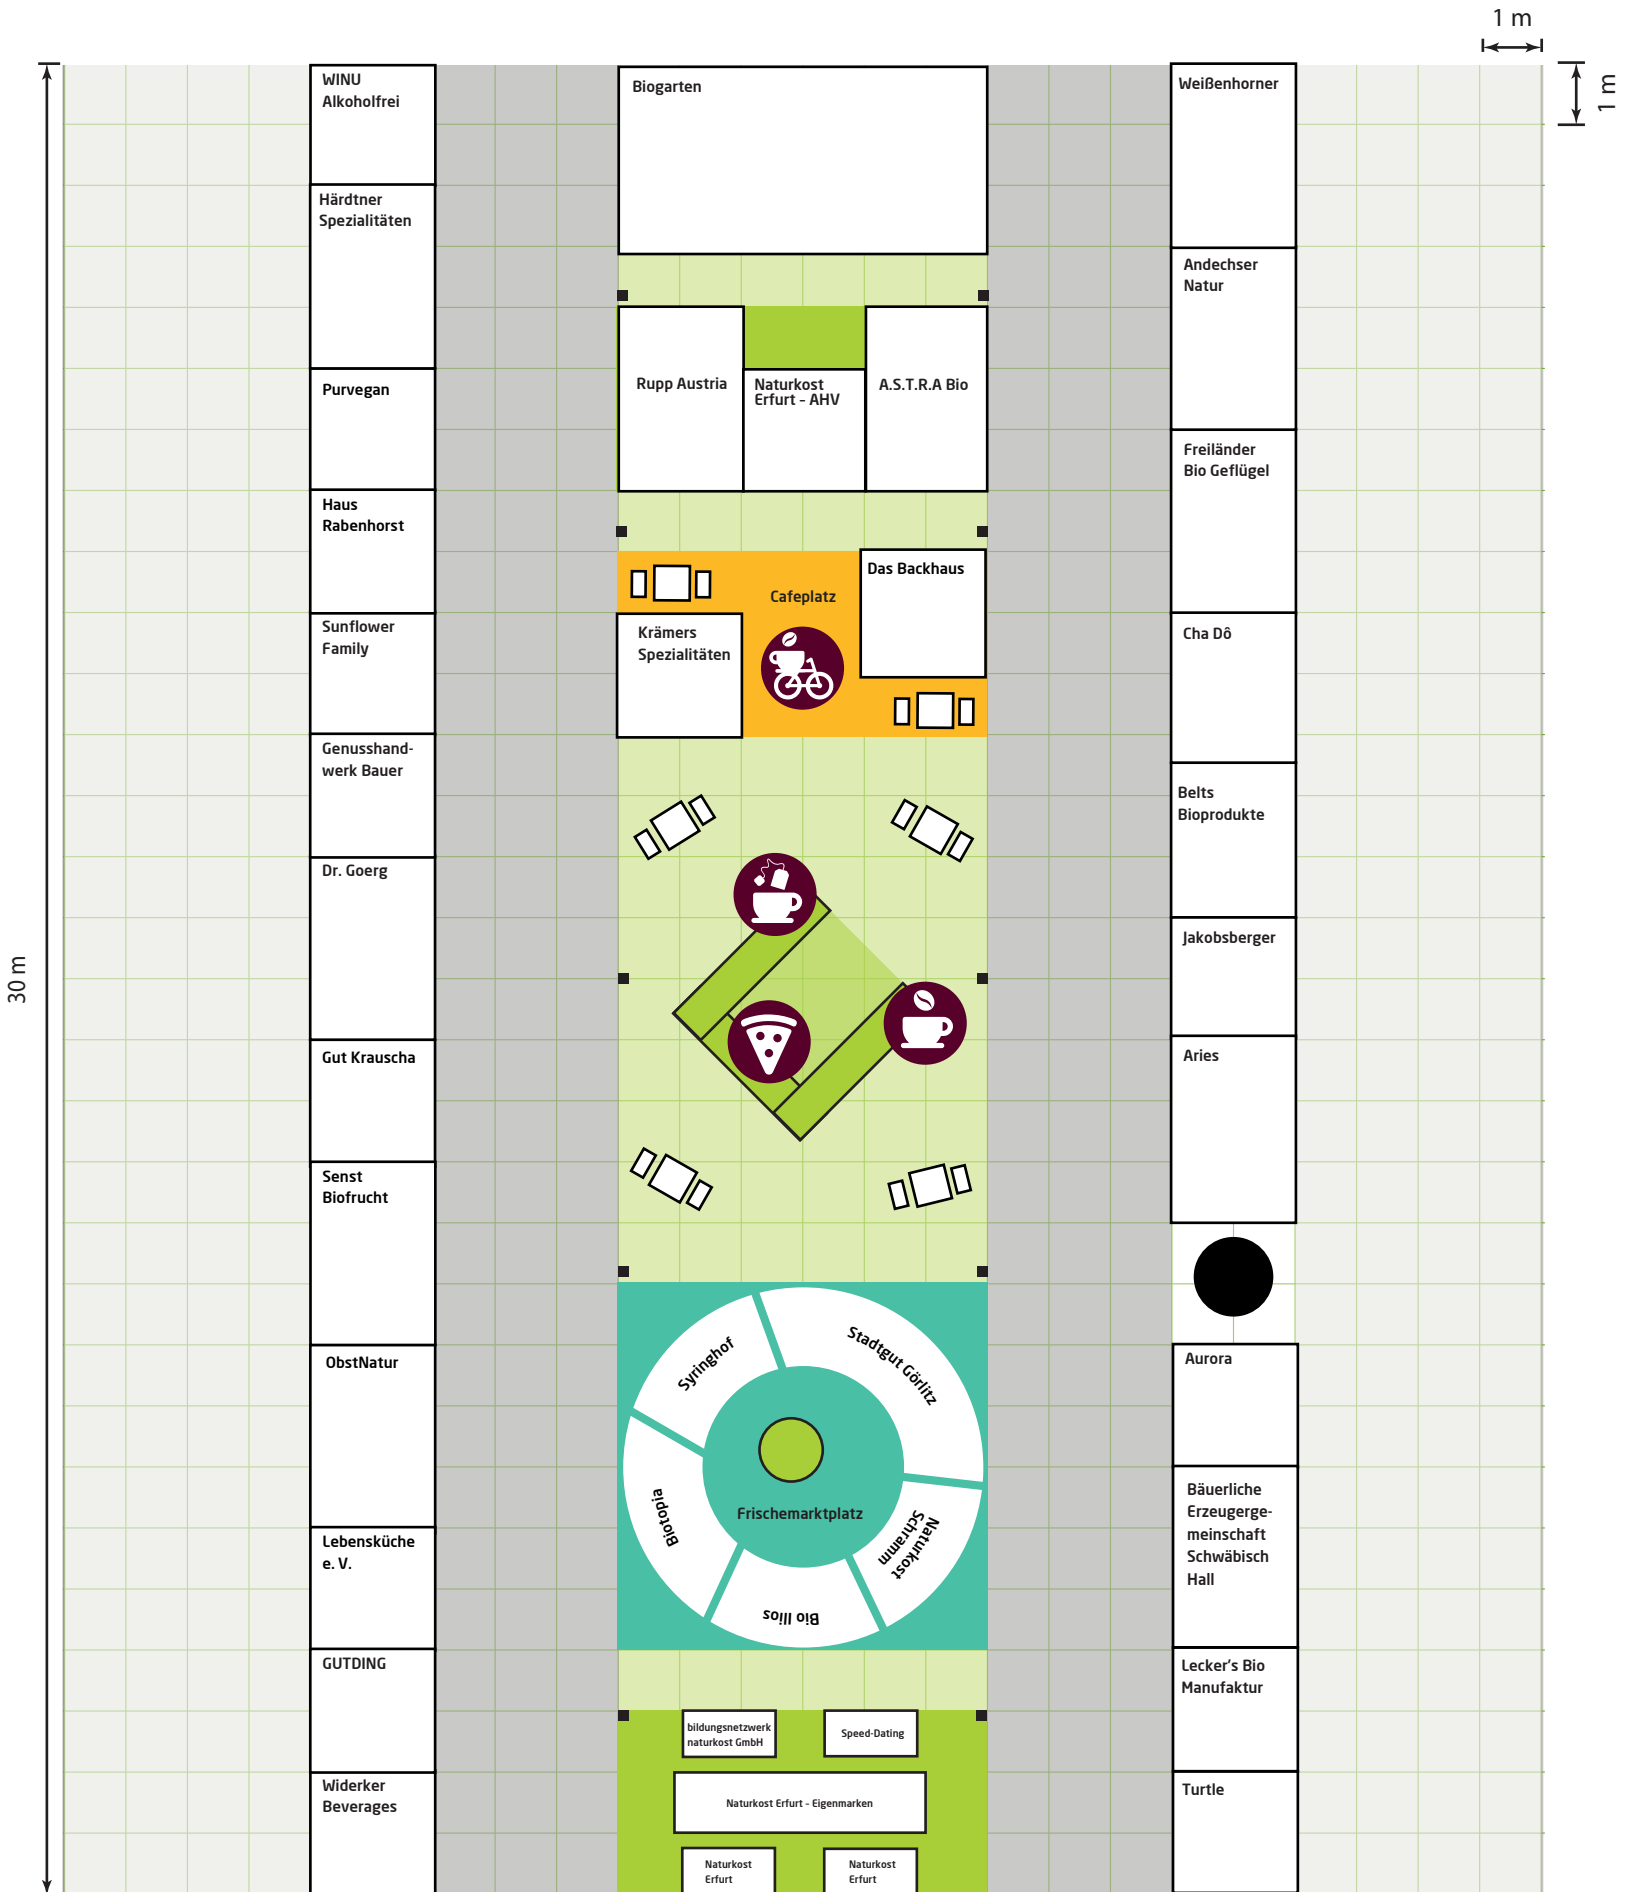 1 m
1 m
30 m
WINU
Alkoholfrei
Härdtner
Spezialitäten
Purvegan
Haus
Rabenhorst
Sunflower
Family
Genusshand-
werk Bauer
Dr. Goerg
Gut Krauscha
Senst
Biofrucht
ObstNatur
Lebensküche
e. V.
GUTDING
Widerker
Beverages
Biogarten
Rupp Austria
Naturkost
Erfurt – AHV
A.S.T.R.A Bio
Cafeplatz
Das Backhaus
Krämers
Spezialitäten
Syringhof
Stadtgut Görlitz
Biotopia
Frischemarktplatz
Naturkost
Schramm
Bio Ilios
bildungsnetzwerk
naturkost GmbH
Speed-Dating
Naturkost Erfurt – Eigenmarken
Naturkost
Erfurt
Naturkost
Erfurt
Weißenhorner
Andechser
Natur
Freiländer
Bio Geflügel
Cha Dô
Belts
Bioprodukte
Jakobsberger
Aries
Aurora
Bäuerliche
Erzeugerge-
meinschaft
Schwäbisch
Hall
Lecker's Bio
Manufaktur
Turtle